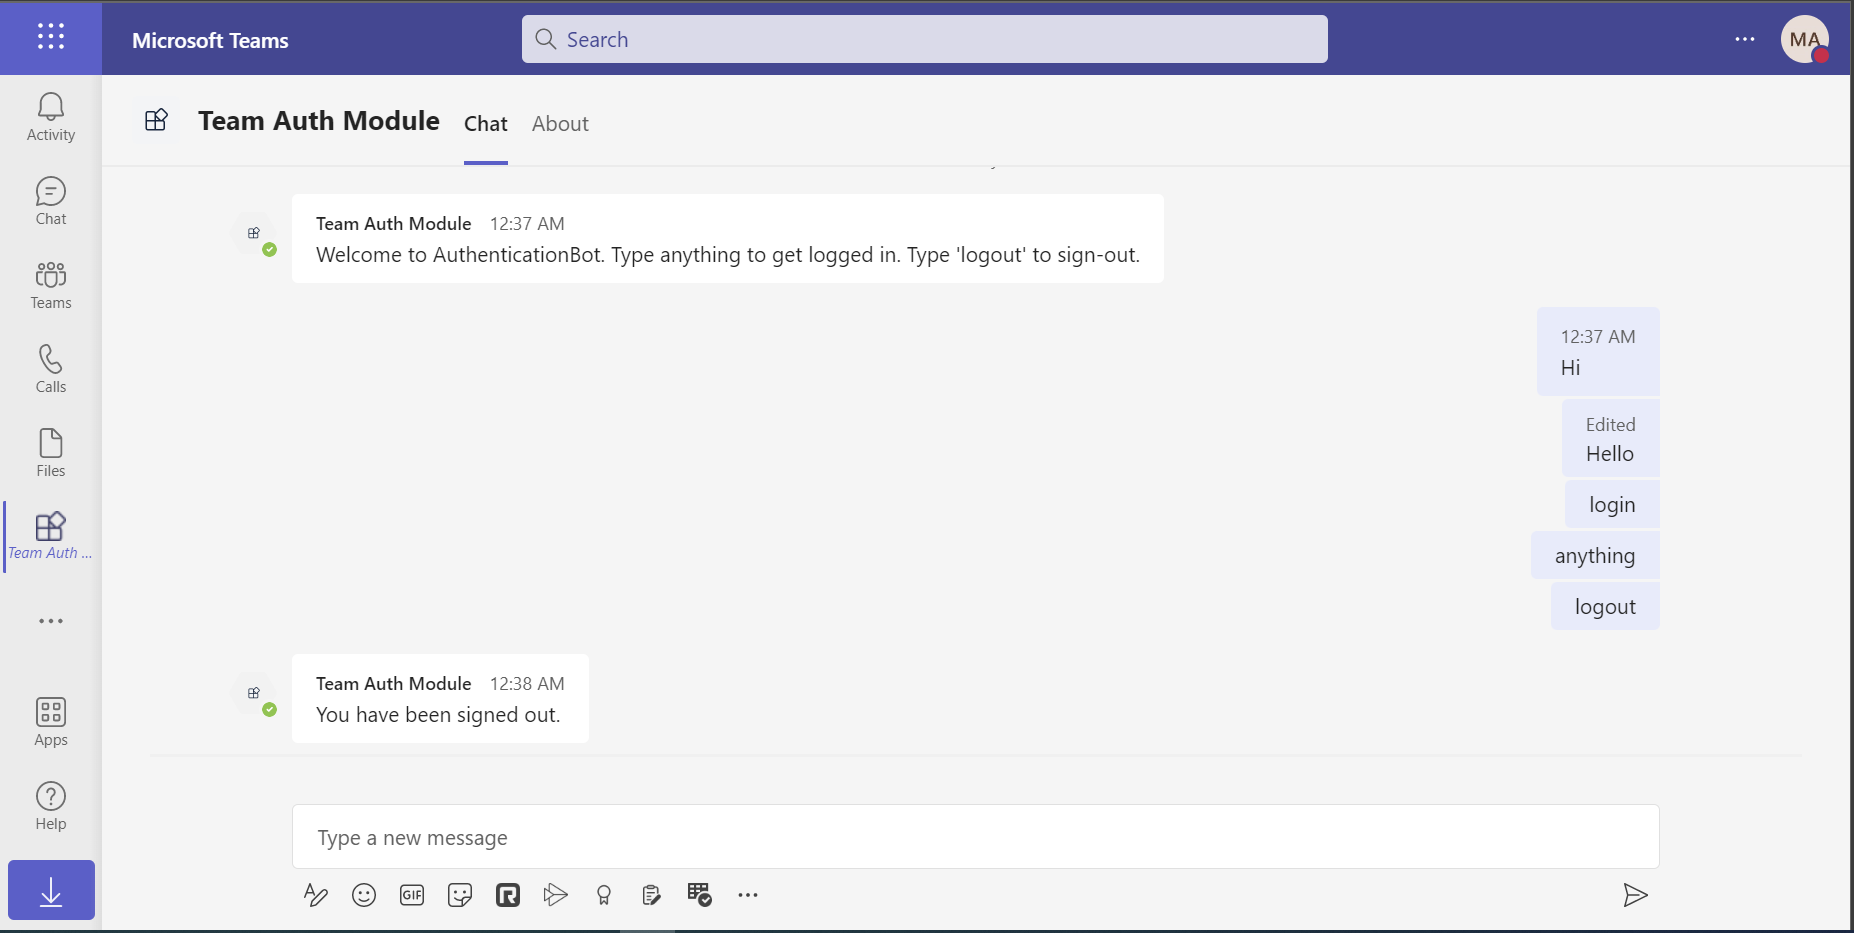 Microsoft Teams
Search
MA
Activity
Chat
Teams
Calls
Files
Team Auth ...
Apps
Help
Team Auth Module
Chat
About
Team Auth Module 12:37 AM
Welcome to AuthenticationBot. Type anything to get logged in. Type 'logout' to sign-out.
12:37 AM
Hi
Edited
Hello
login
anything
logout
Team Auth Module 12:38 AM
You have been signed out.
Type a new message
GIF